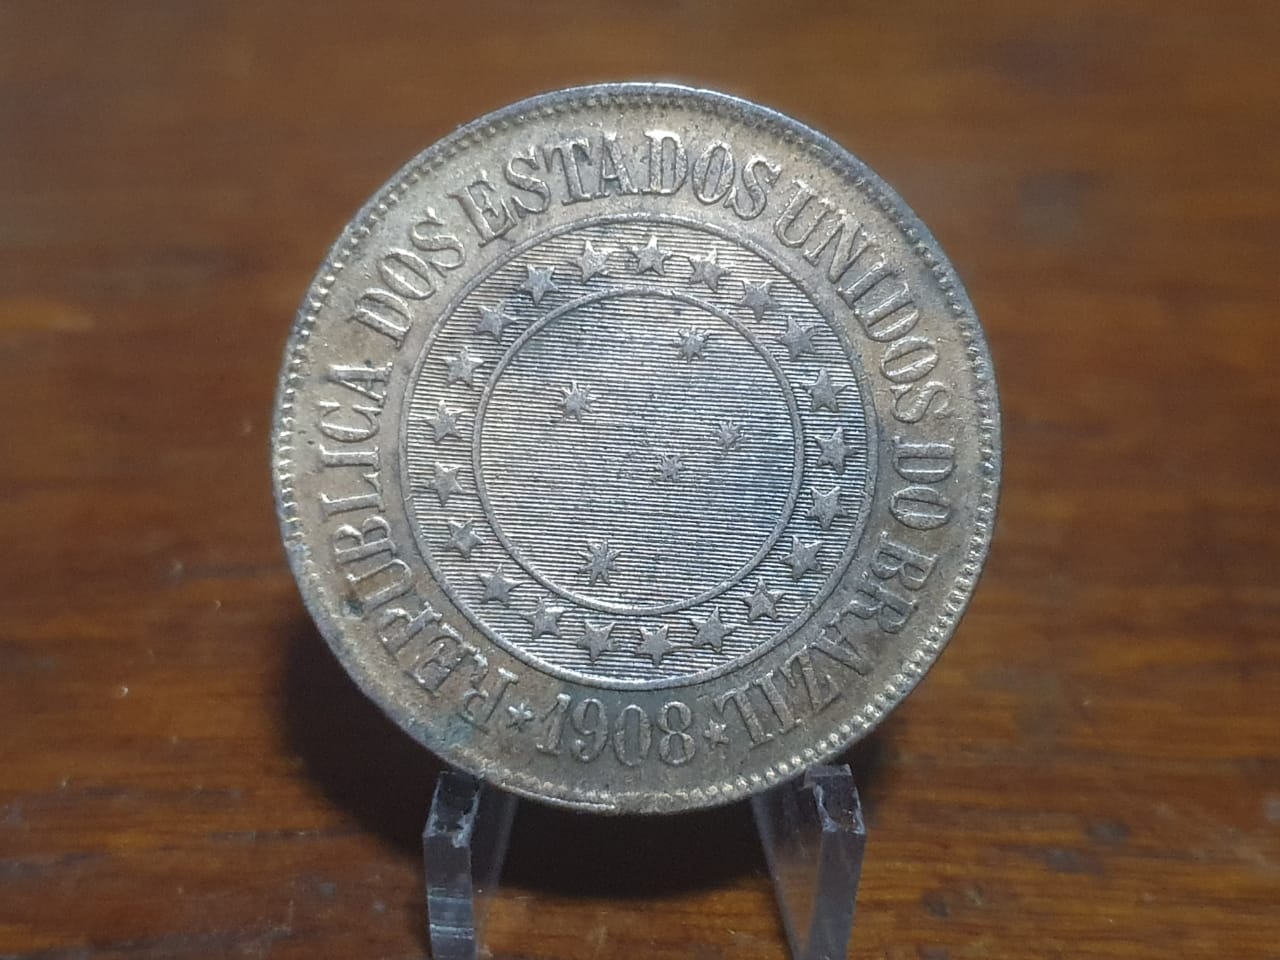 REPUBLICA DOS ESTADOS UNIDOS DO BRAZIL
1908